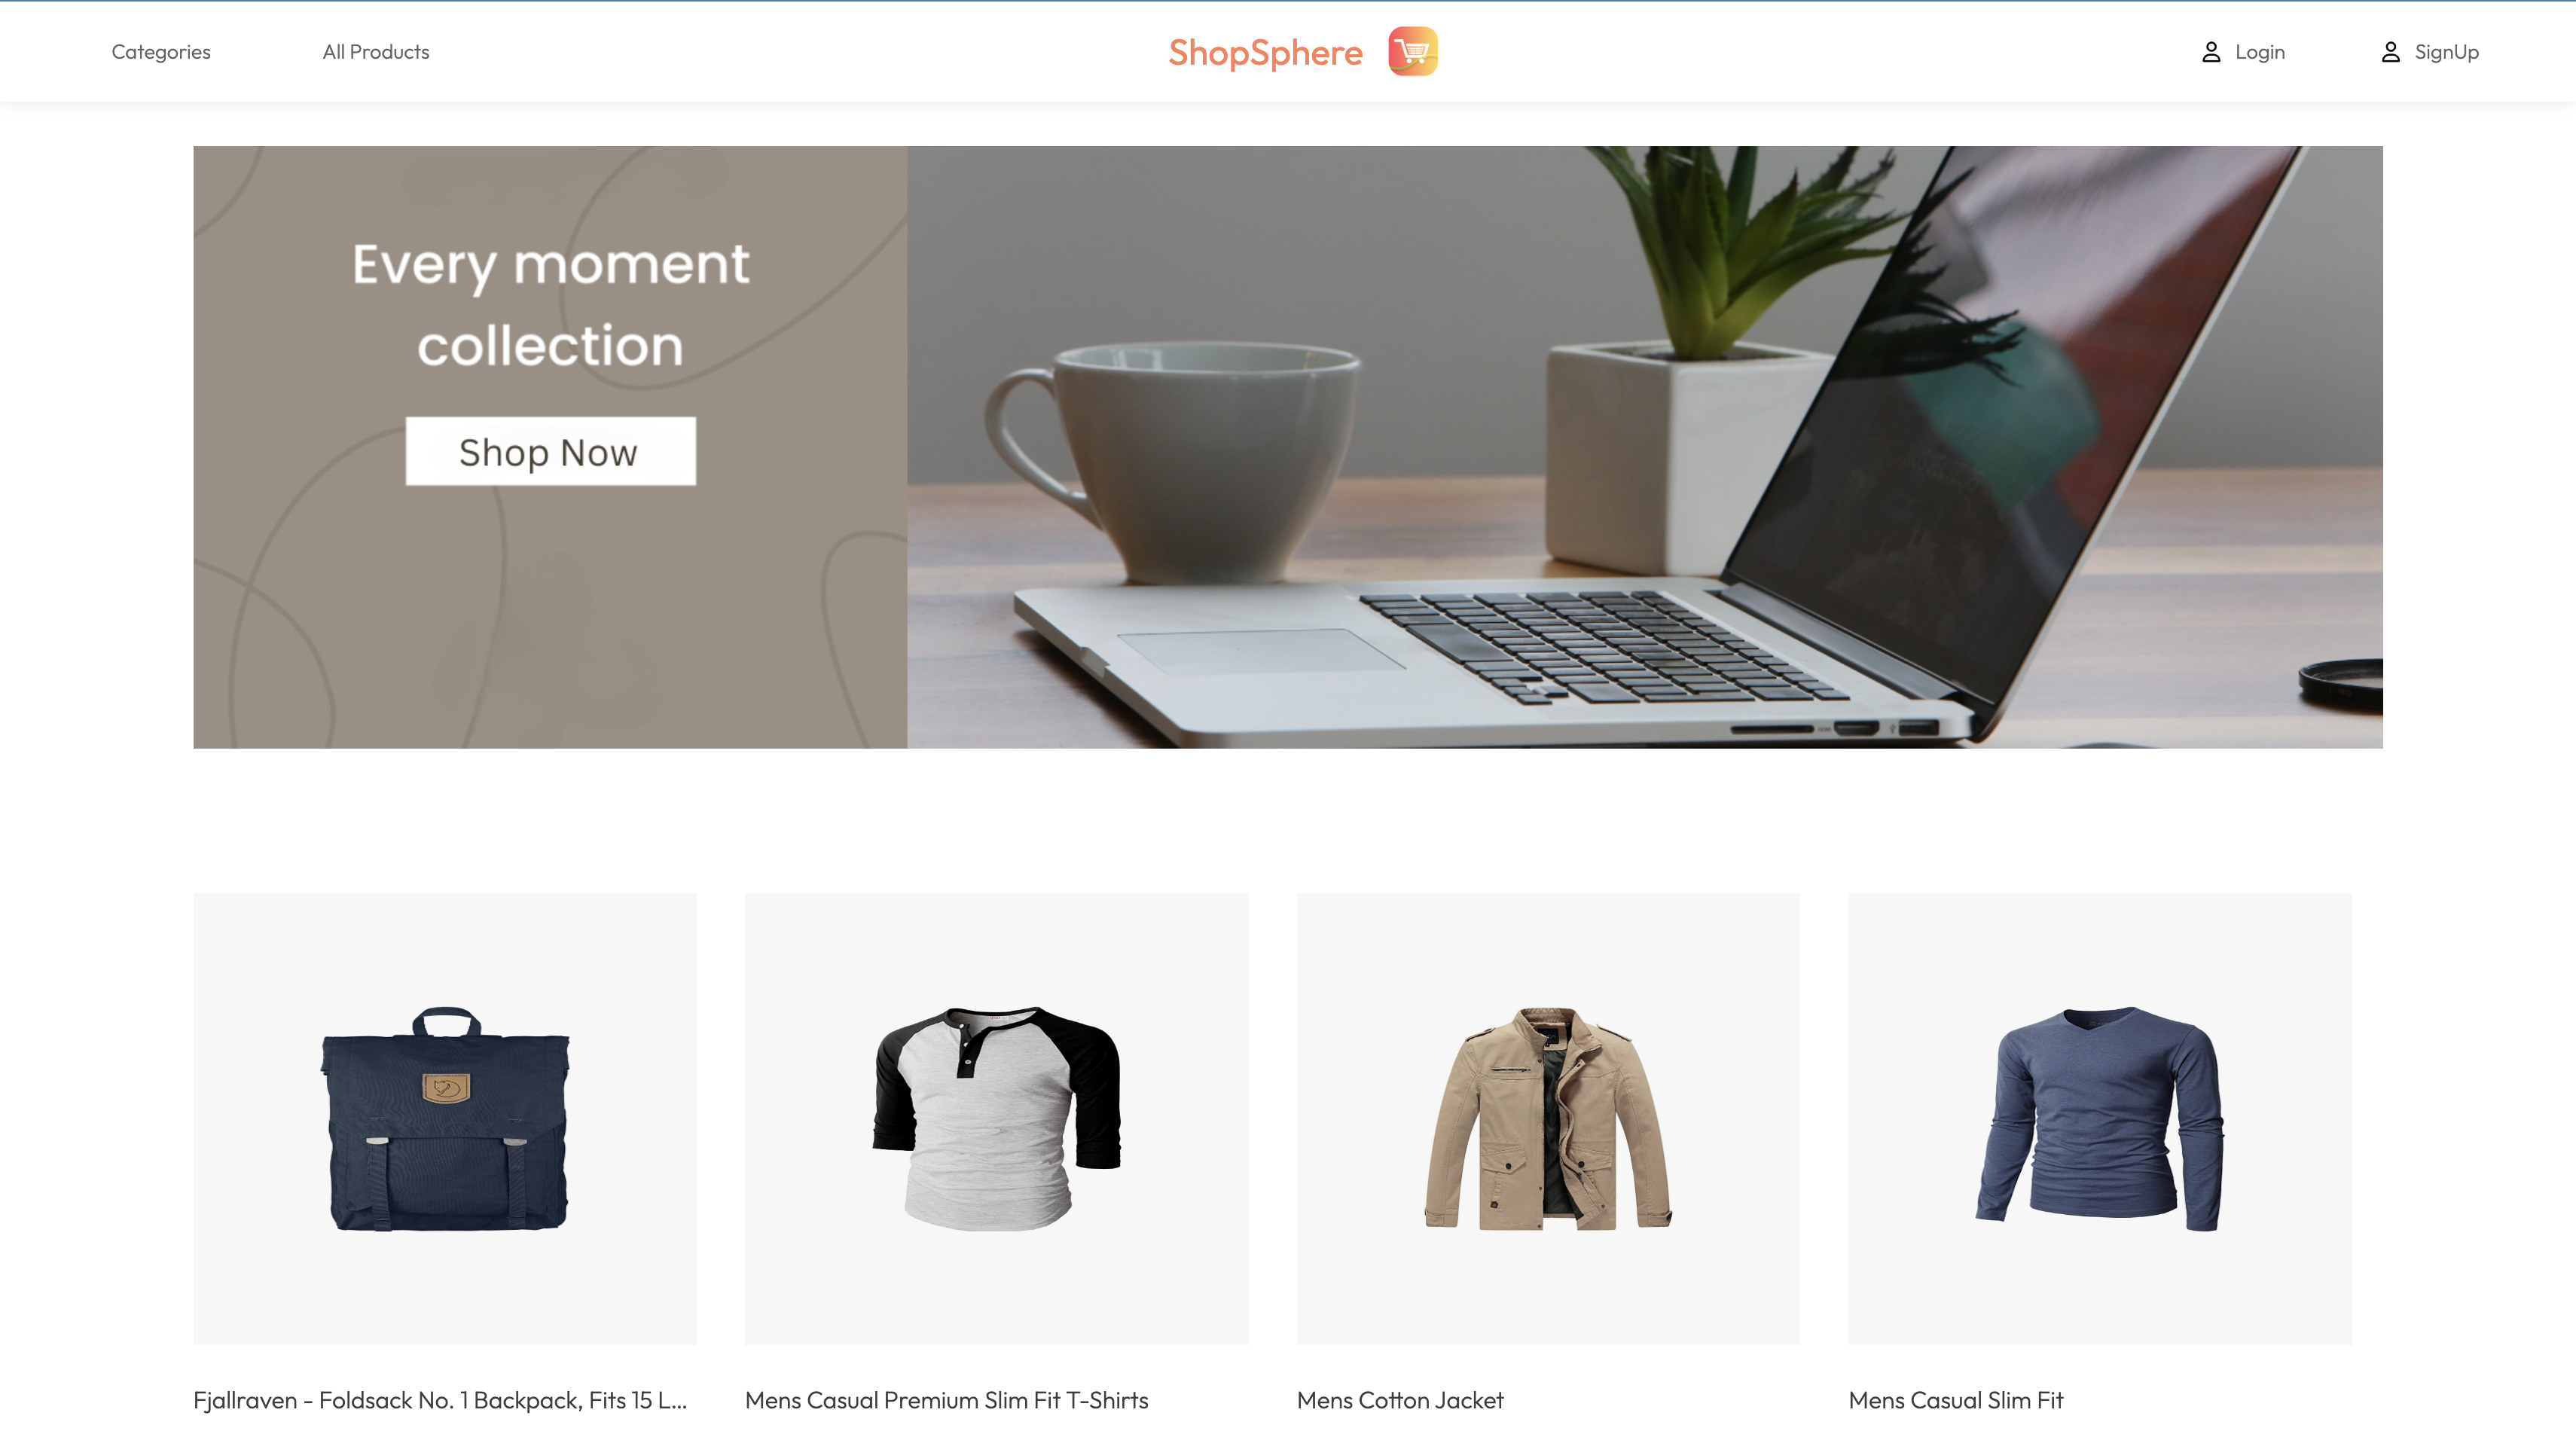 Categories
All Products
ShopSphere
Login
SignUp
Every moment
collection
Shop Now
Fjallraven - Foldsack No. 1 Backpack, Fits 15 L...
Mens Casual Premium Slim Fit T-Shirts
Mens Cotton Jacket
Mens Casual Slim Fit